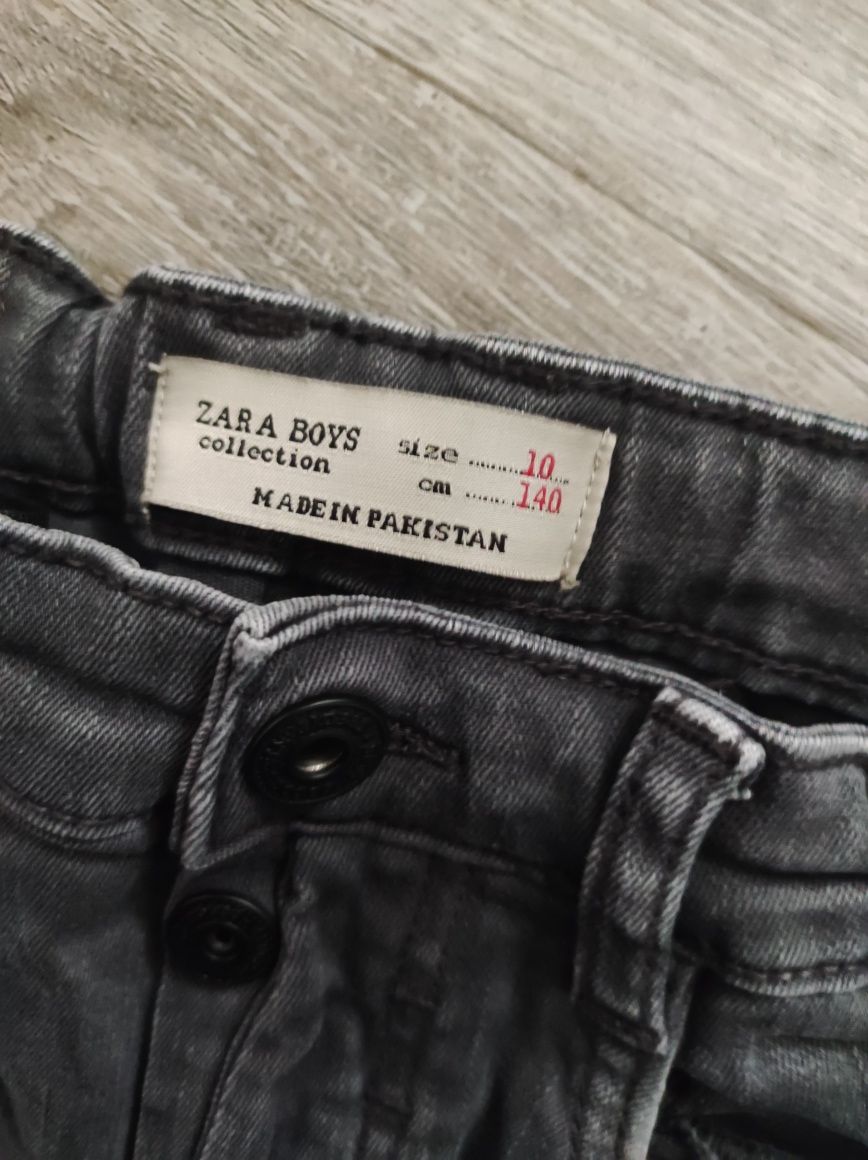 ZARA BOYS size ........10..
collection cm ........140
MADE IN PAKISTAN